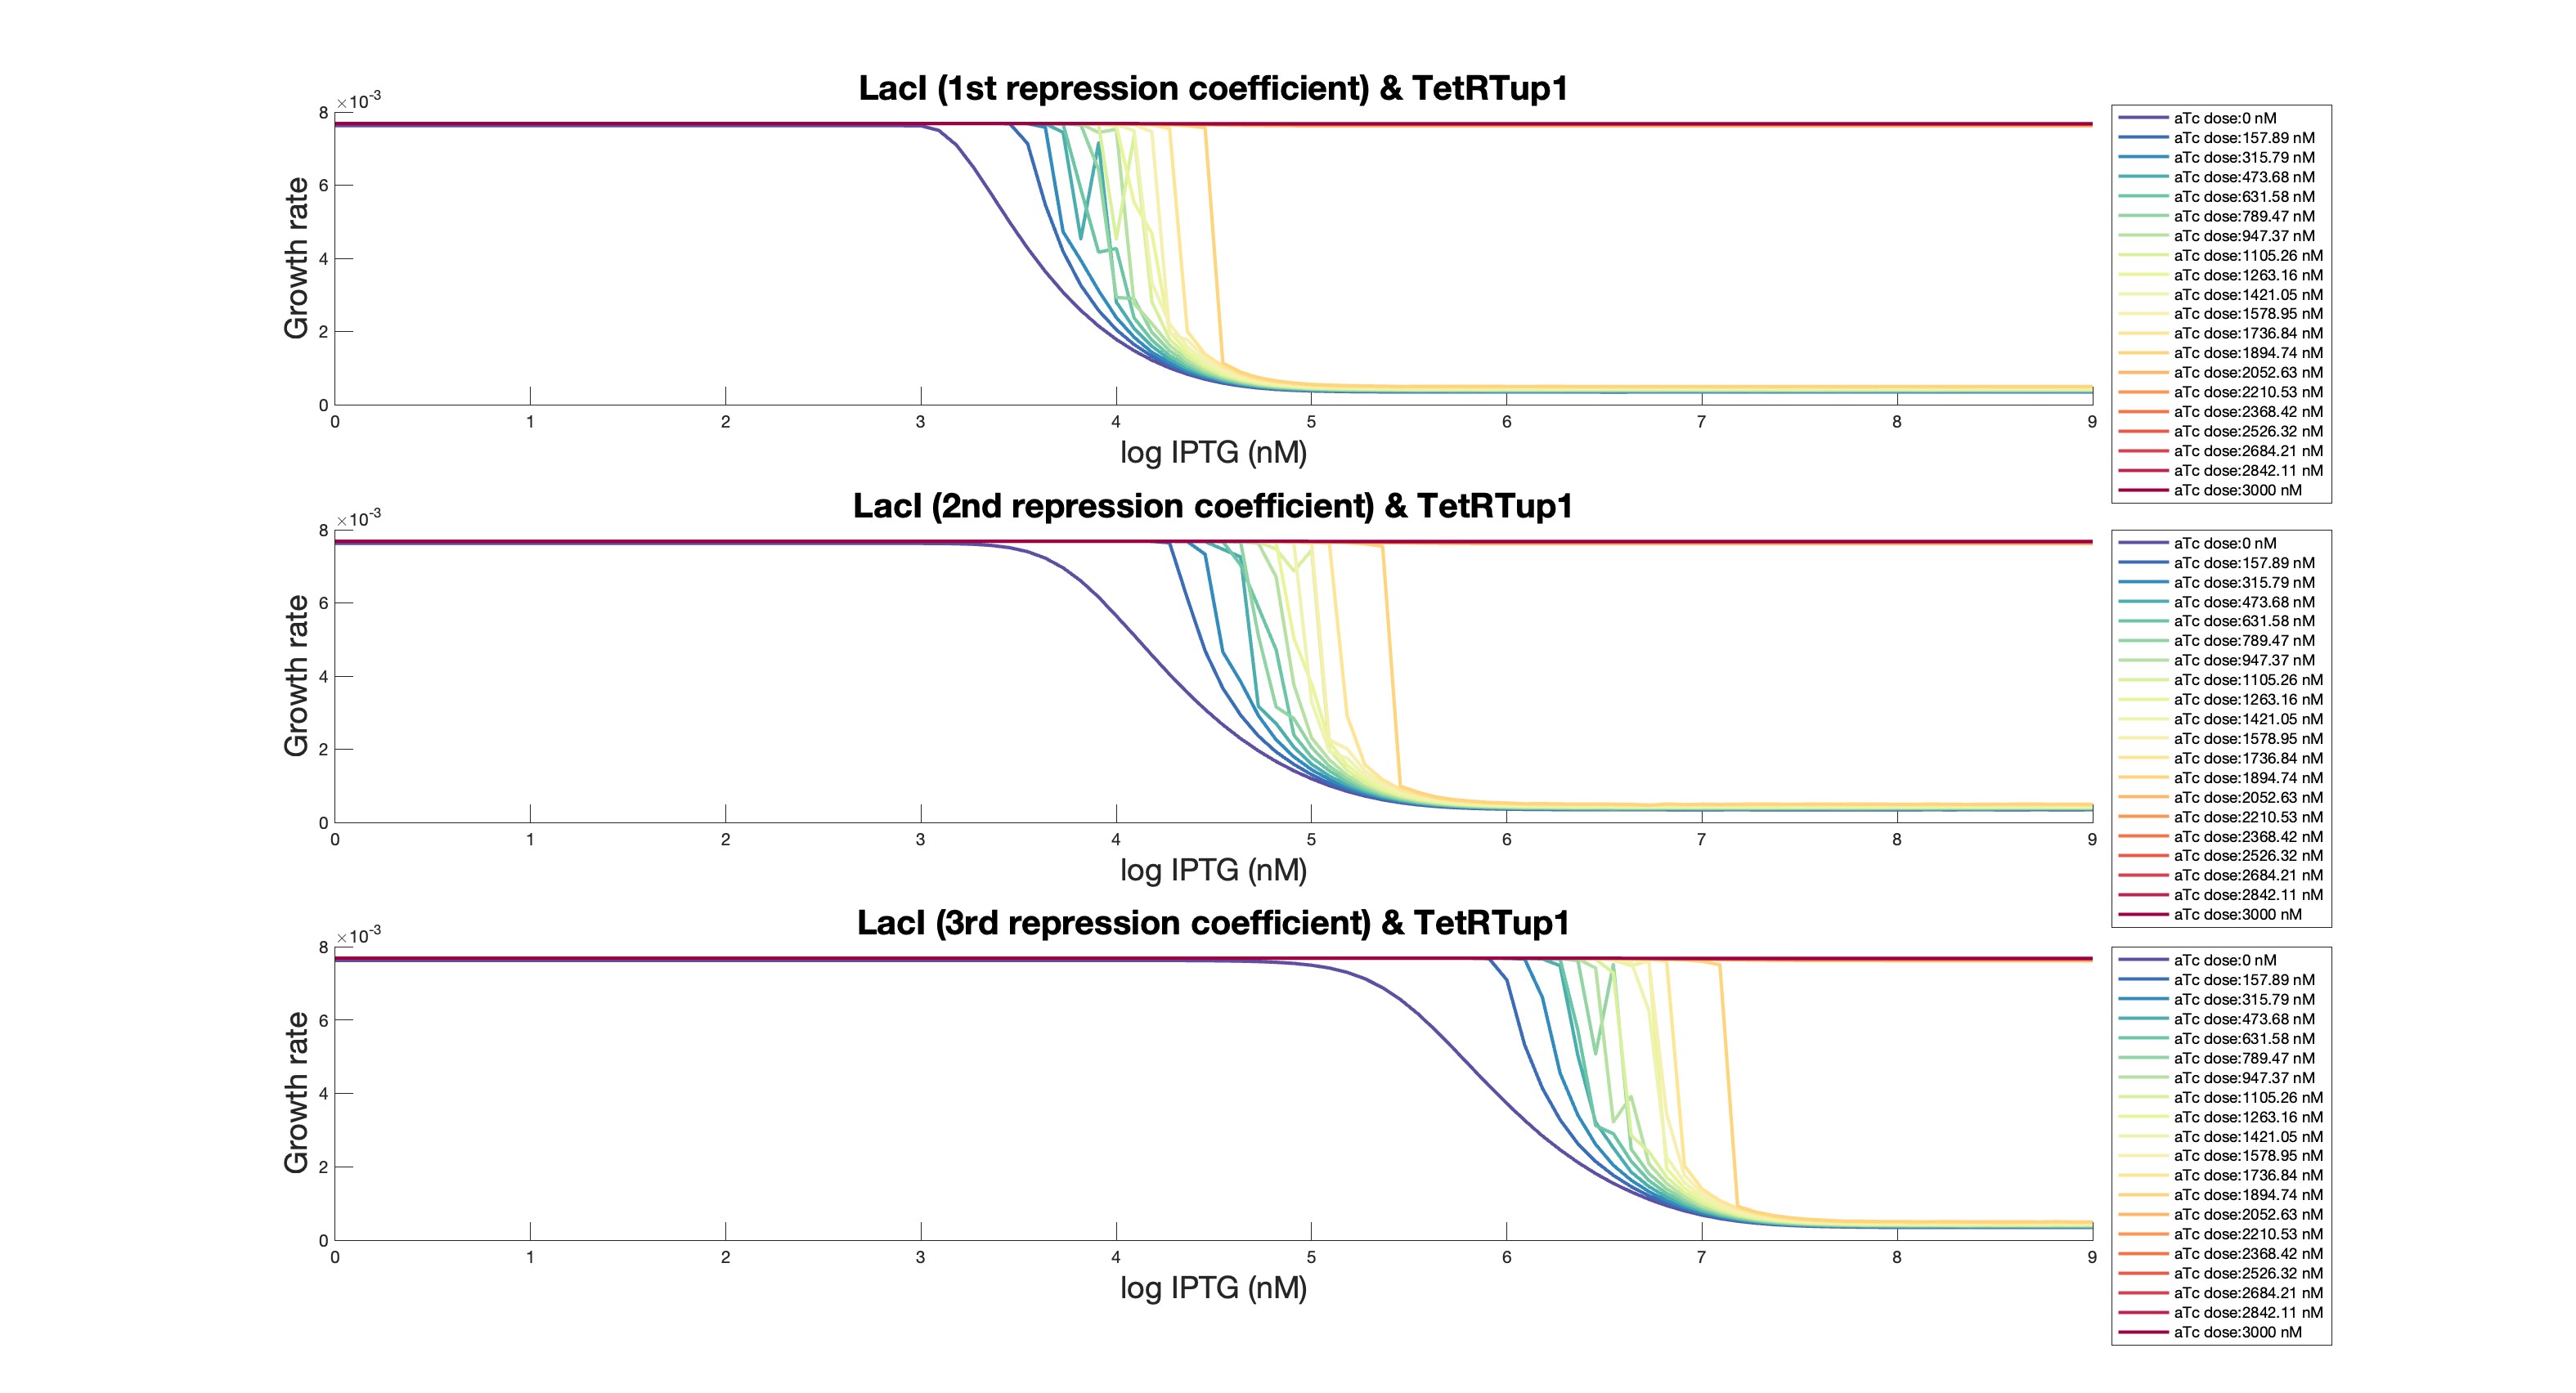 LacI (1st repression coefficient) & TetRTup1
×10-3
8
6
4
2
0
Growth rate
0 1 2 3 4 5 6 7 8 9
log IPTG (nM)
aTc dose:0 nM
aTc dose:157.89 nM
aTc dose:315.79 nM
aTc dose:473.68 nM
aTc dose:631.58 nM
aTc dose:789.47 nM
aTc dose:947.37 nM
aTc dose:1105.26 nM
aTc dose:1263.16 nM
aTc dose:1421.05 nM
aTc dose:1578.95 nM
aTc dose:1736.84 nM
aTc dose:1894.74 nM
aTc dose:2052.63 nM
aTc dose:2210.53 nM
aTc dose:2368.42 nM
aTc dose:2526.32 nM
aTc dose:2684.21 nM
aTc dose:2842.11 nM
aTc dose:3000 nM
LacI (2nd repression coefficient) & TetRTup1
×10-3
8
6
4
2
0
Growth rate
0 1 2 3 4 5 6 7 8 9
log IPTG (nM)
aTc dose:0 nM
aTc dose:157.89 nM
aTc dose:315.79 nM
aTc dose:473.68 nM
aTc dose:631.58 nM
aTc dose:789.47 nM
aTc dose:947.37 nM
aTc dose:1105.26 nM
aTc dose:1263.16 nM
aTc dose:1421.05 nM
aTc dose:1578.95 nM
aTc dose:1736.84 nM
aTc dose:1894.74 nM
aTc dose:2052.63 nM
aTc dose:2210.53 nM
aTc dose:2368.42 nM
aTc dose:2526.32 nM
aTc dose:2684.21 nM
aTc dose:2842.11 nM
aTc dose:3000 nM
LacI (3rd repression coefficient) & TetRTup1
×10-3
8
6
4
2
0
Growth rate
0 1 2 3 4 5 6 7 8 9
log IPTG (nM)
aTc dose:0 nM
aTc dose:157.89 nM
aTc dose:315.79 nM
aTc dose:473.68 nM
aTc dose:631.58 nM
aTc dose:789.47 nM
aTc dose:947.37 nM
aTc dose:1105.26 nM
aTc dose:1263.16 nM
aTc dose:1421.05 nM
aTc dose:1578.95 nM
aTc dose:1736.84 nM
aTc dose:1894.74 nM
aTc dose:2052.63 nM
aTc dose:2210.53 nM
aTc dose:2368.42 nM
aTc dose:2526.32 nM
aTc dose:2684.21 nM
aTc dose:2842.11 nM
aTc dose:3000 nM